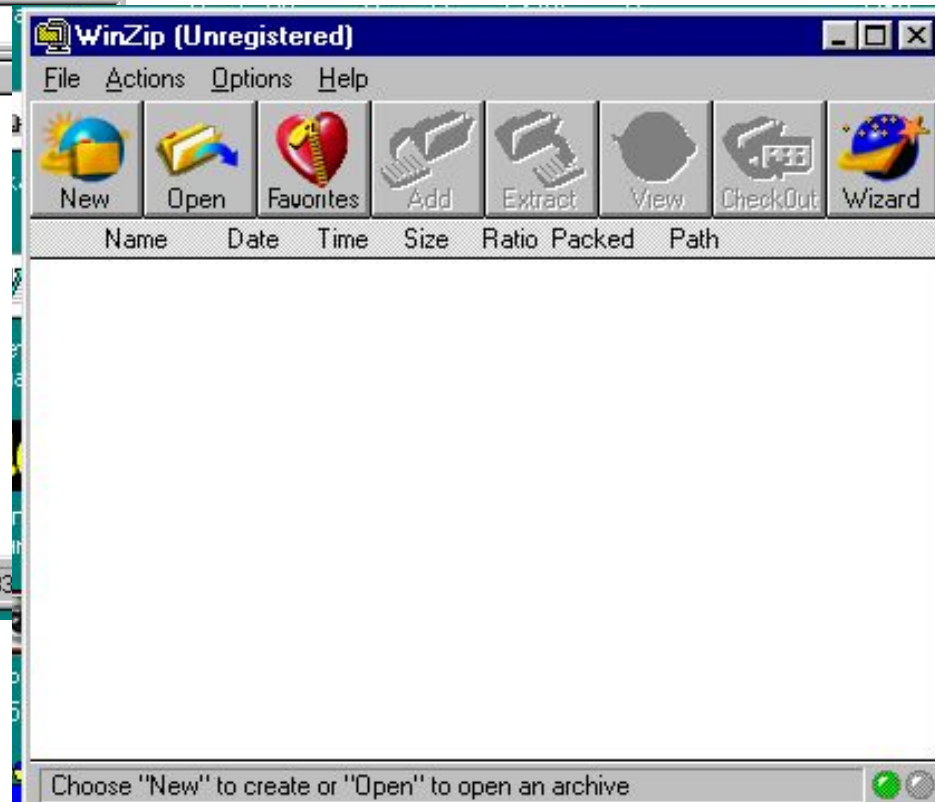 WinZip (Unregistered)
File Actions Options Help
New Open Favorites Add Extract View CheckOut Wizard
Name Date Time Size Ratio Packed Path
Choose "New" to create or "Open" to open an archive